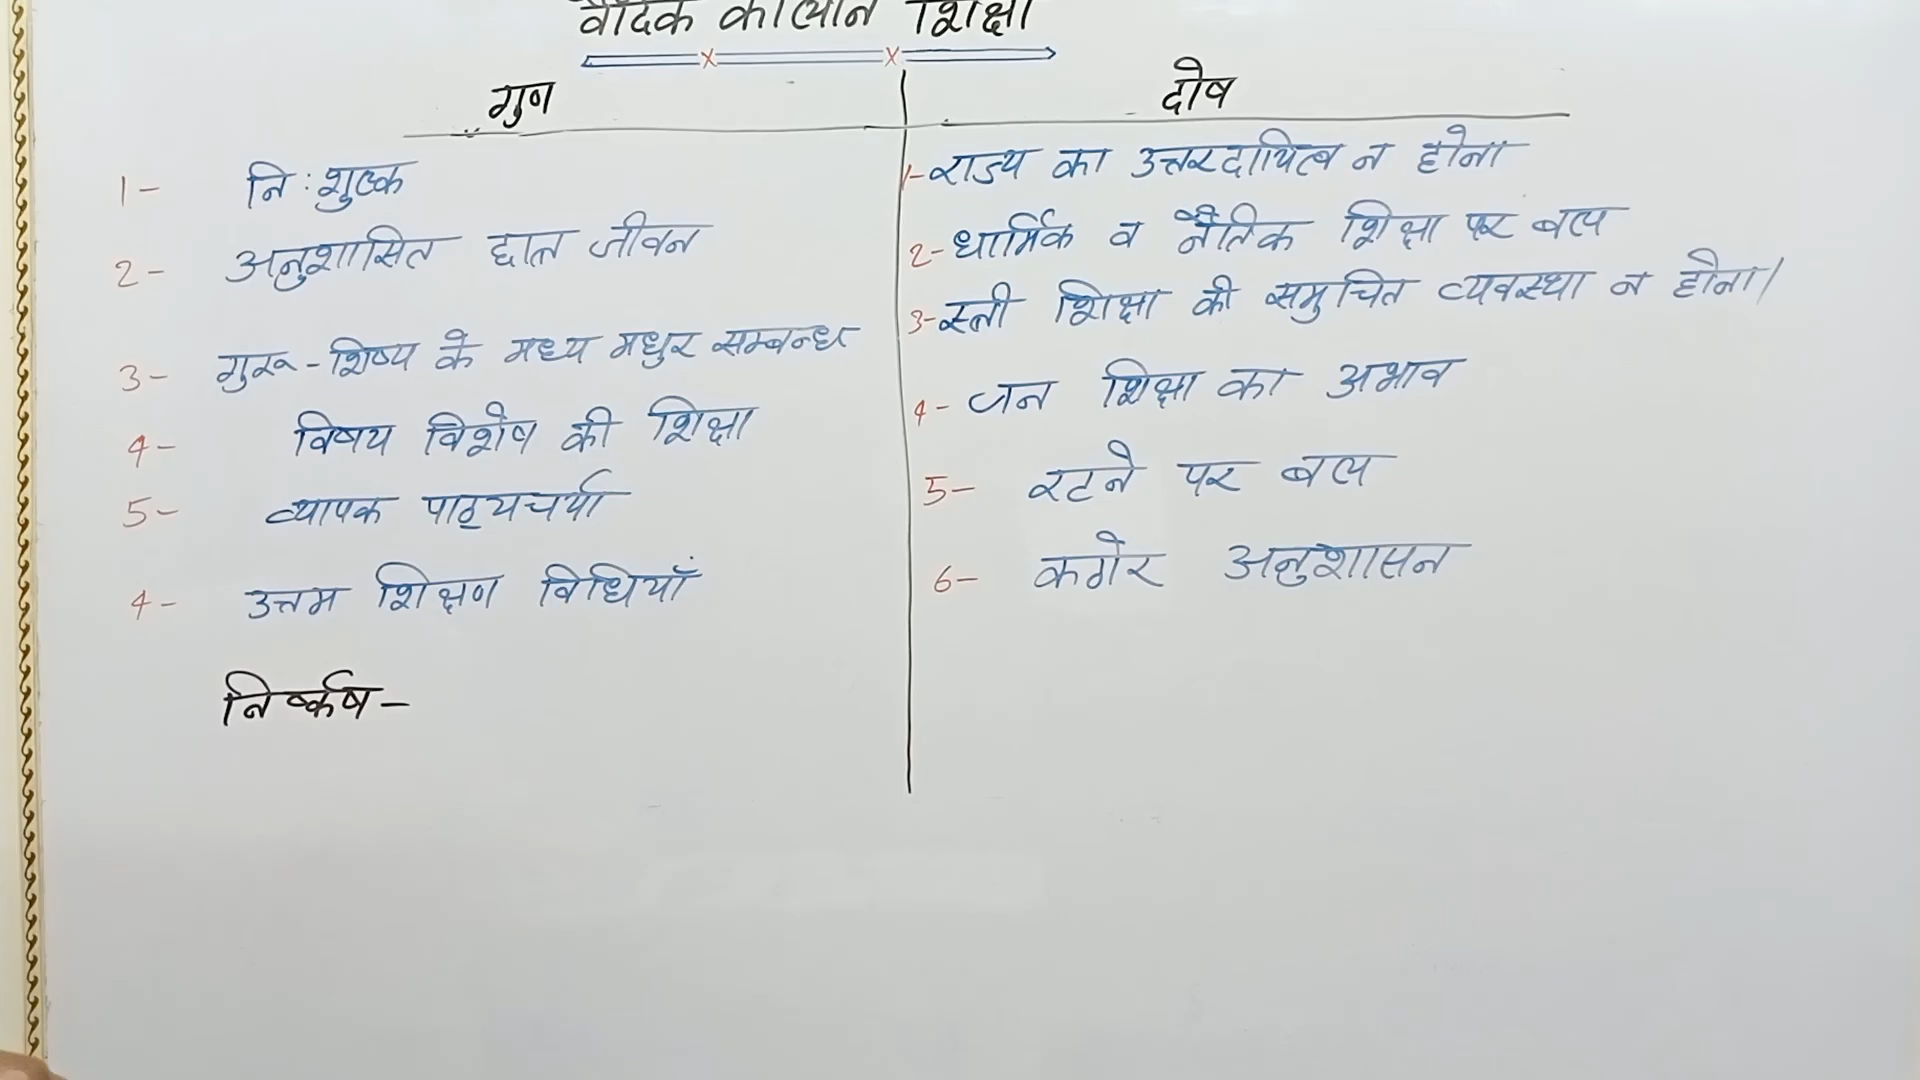 वैदिक कालीन शिक्षा
गुण
1- निःशुल्क
2- अनुशासित छात्र जीवन
3- गुरू-शिष्य के मध्य मधुर सम्बन्ध
4- विषय विशेष की शिक्षा
5- व्यापक पाठ्यचर्या
4- उत्तम शिक्षण विधियाँ
निर्ष्कष-
दोष
1- राज्य का उत्तरदायित्व न होना
2- धार्मिक व नैतिक शिक्षा पर बल
3- स्त्री शिक्षा की समुचित व्यवस्था न होना।
4- जन शिक्षा का अभाव
5- रटने पर बल
6- कठोर अनुशासन